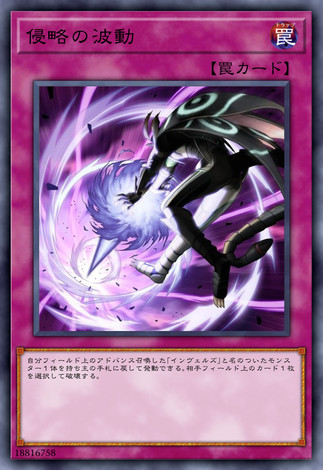 侵略の波動
トラップ
罠
【罠カード】
自分フィールド上のアドバンス召喚した「インヴェルズ」と名のついたモンス
ター1体を持ち主の手札に戻して発動できる。相手フィールド上のカード1枚
を選択して破壊する。
18816758